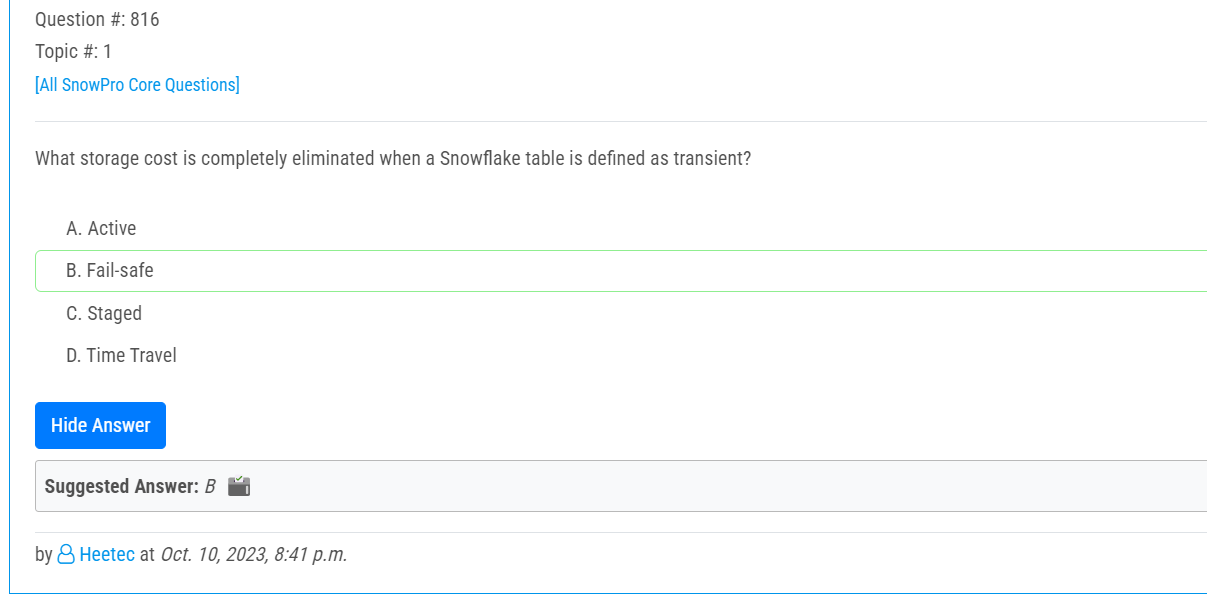 Question #: 816
Topic #: 1
[All SnowPro Core Questions]
What storage cost is completely eliminated when a Snowflake table is defined as transient?
A. Active
B. Fail-safe
C. Staged
D. Time Travel
Hide Answer
Suggested Answer: B
by Heetec at Oct. 10, 2023, 8:41 p.m.